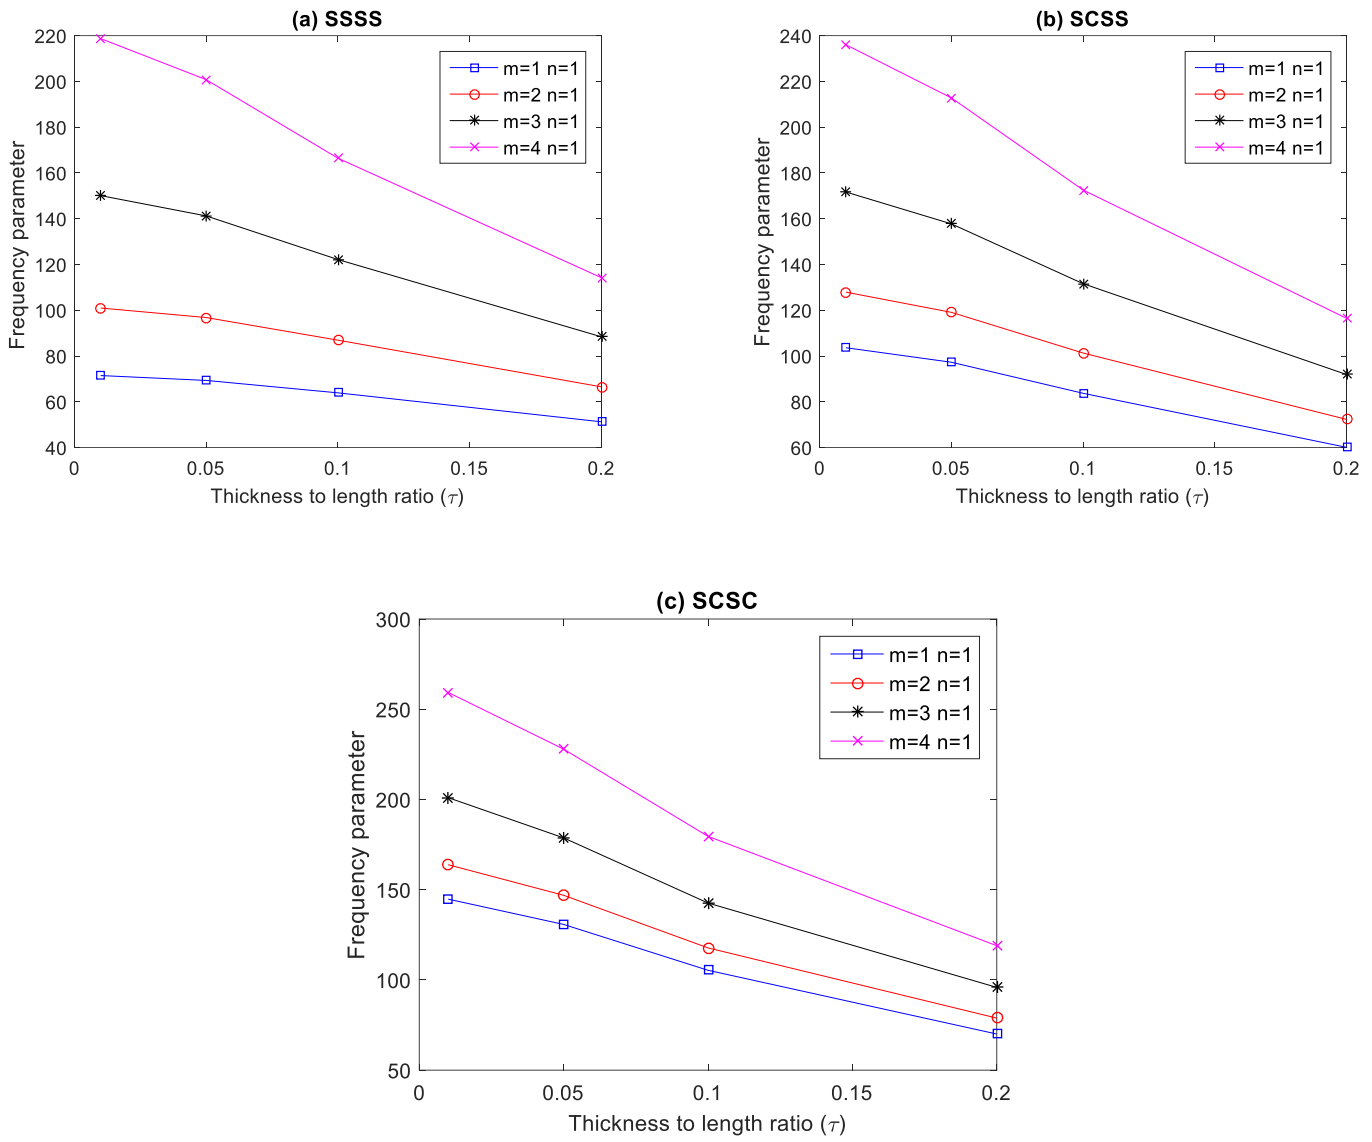 (a) SSSS
220
200
180
160
140
120
100
80
60
40
0 0.05 0.1 0.15 0.2
Frequency parameter
Thickness to length ratio (τ)
m=1 n=1
m=2 n=1
m=3 n=1
m=4 n=1
(b) SCSS
240
220
200
180
160
140
120
100
80
60
0 0.05 0.1 0.15 0.2
Frequency parameter
Thickness to length ratio (τ)
m=1 n=1
m=2 n=1
m=3 n=1
m=4 n=1
(c) SCSC
300
250
200
150
100
50
0 0.05 0.1 0.15 0.2
Frequency parameter
Thickness to length ratio (τ)
m=1 n=1
m=2 n=1
m=3 n=1
m=4 n=1